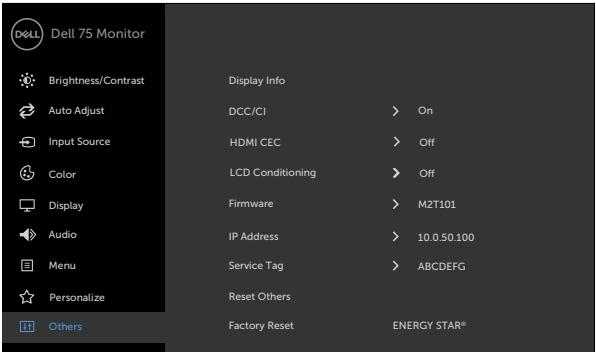 DELL Dell 75 Monitor
Brightness/Contrast Display Info
Auto Adjust DCC/CI On
Input Source HDMI CEC Off
Color LCD Conditioning Off
Display Firmware M2T101
Audio IP Address 10.0.50.100
Menu Service Tag ABCDEFG
Personalize Reset Others
Others Factory Reset ENERGY STAR®